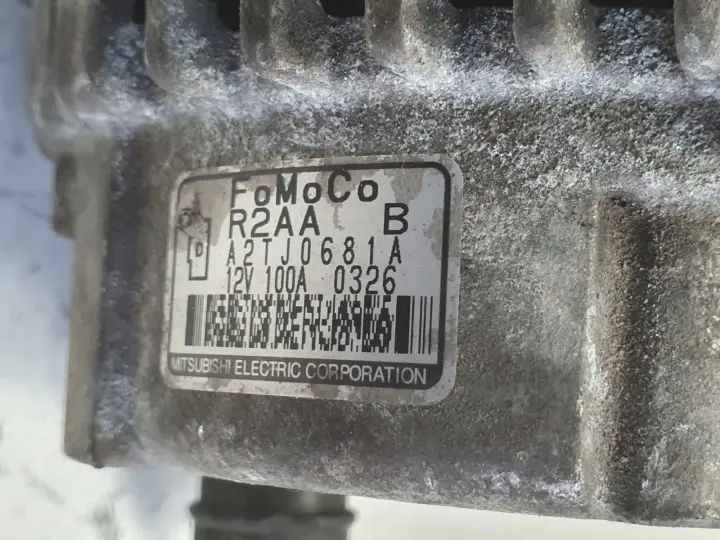 FoMoCo
R2AA B
D
A2TJ0681A
12V 100A 0326
MITSUBISHI ELECTRIC CORPORATION